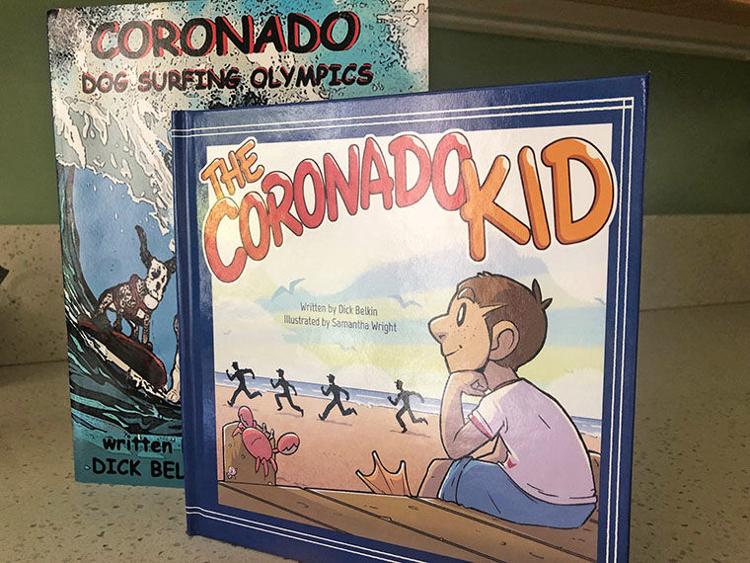 CORONADO
DOG SURFING OLYMPICS
written
DICK BEL
THE
CORONADO KID
Written by Dick Belkin
Illustrated by Samantha Wright